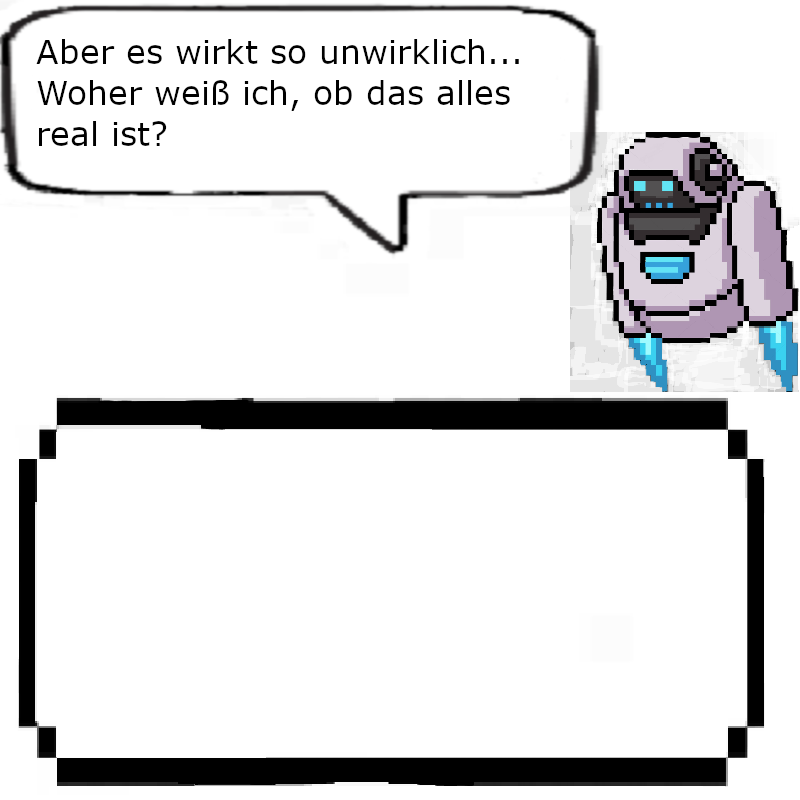 Aber es wirkt so unwirklich...
Woher weiß ich, ob das alles
real ist?